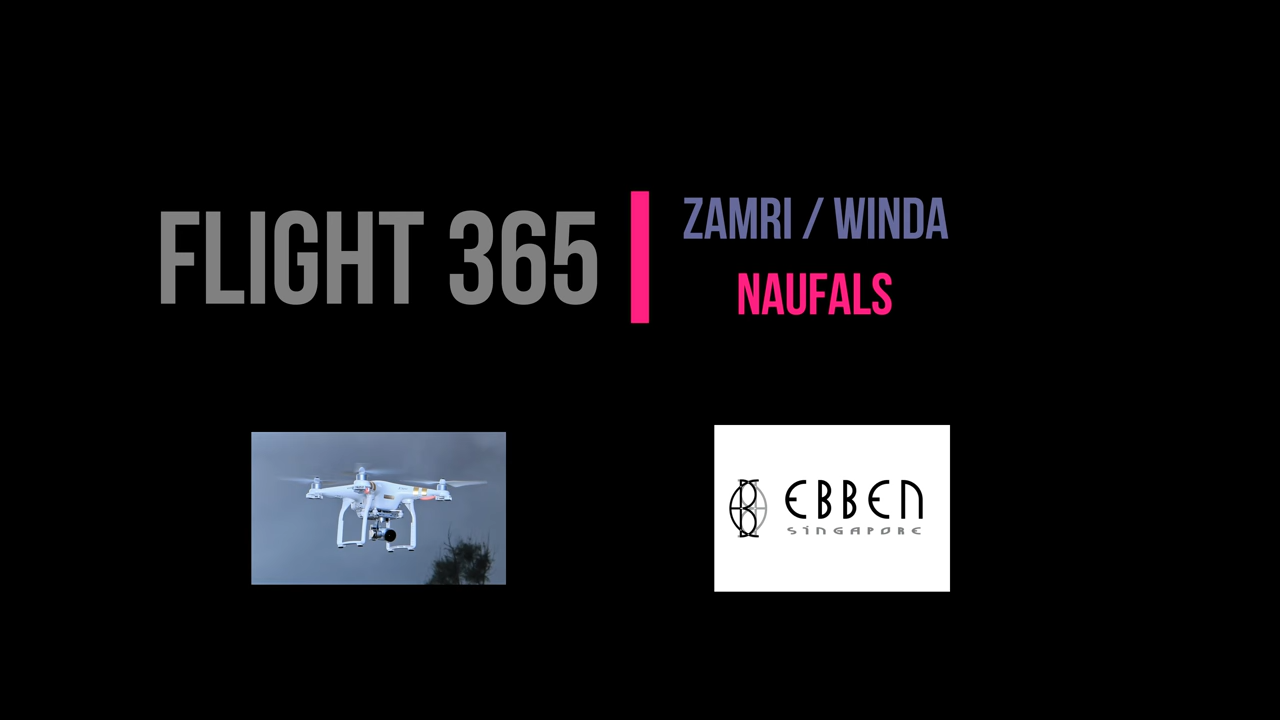 FLIGHT 365
ZAMRI / WINDA
NAUFALS
EBBEN
SINGAPORE